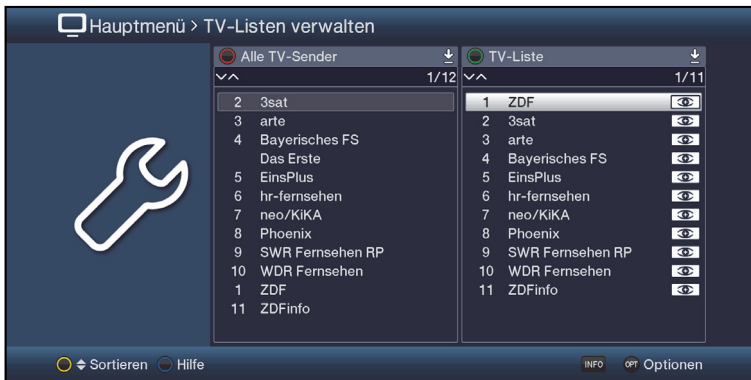 Hauptmenü > TV-Listen verwalten
Alle TV-Sender
1/12
2 3sat
3 arte
4 Bayerisches FS
Das Erste
5 EinsPlus
6 hr-fernsehen
7 neo/KiKA
8 Phoenix
9 SWR Fernsehen RP
10 WDR Fernsehen
1 ZDF
11 ZDFinfo
TV-Liste
1/11
1 ZDF
2 3sat
3 arte
4 Bayerisches FS
5 EinsPlus
6 hr-fernsehen
7 neo/KiKA
8 Phoenix
9 SWR Fernsehen RP
10 WDR Fernsehen
11 ZDFinfo
Sortieren Hilfe INFO OPT Optionen